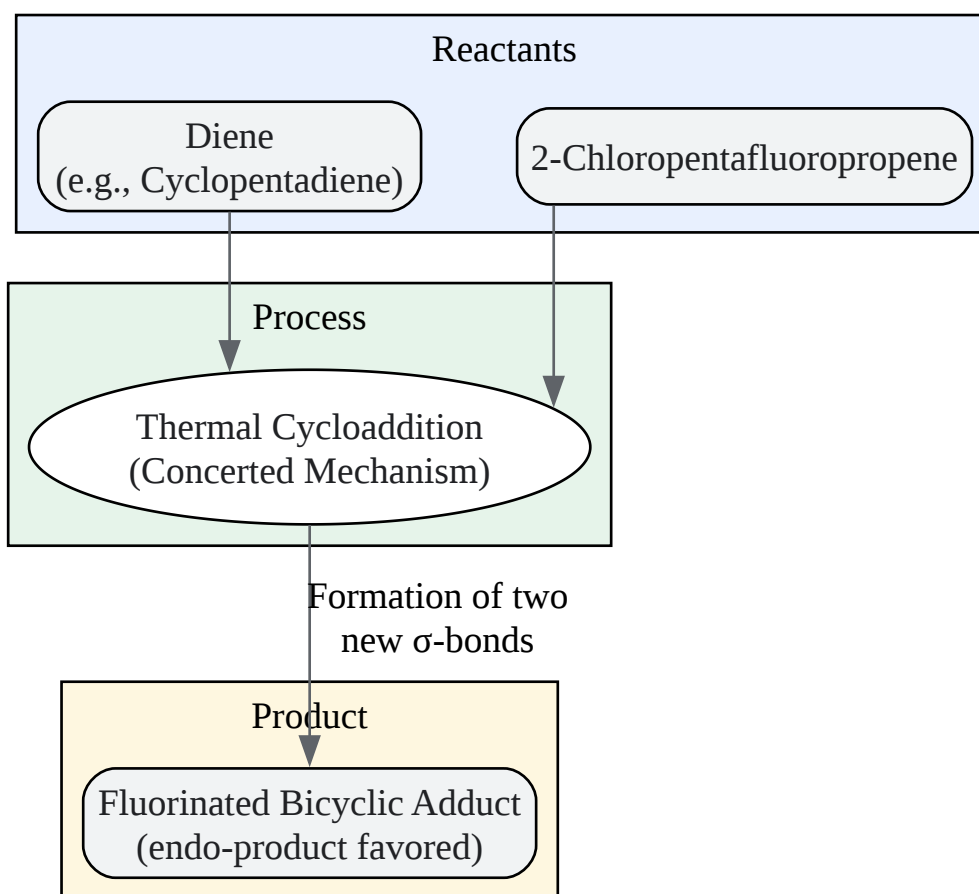 Reactants
Diene
(e.g., Cyclopentadiene)
2-Chloropentafluoropropene
Process
Thermal Cycloaddition
(Concerted Mechanism)
Formation of two
new σ-bonds
Product
Fluorinated Bicyclic Adduct
(endo-product favored)